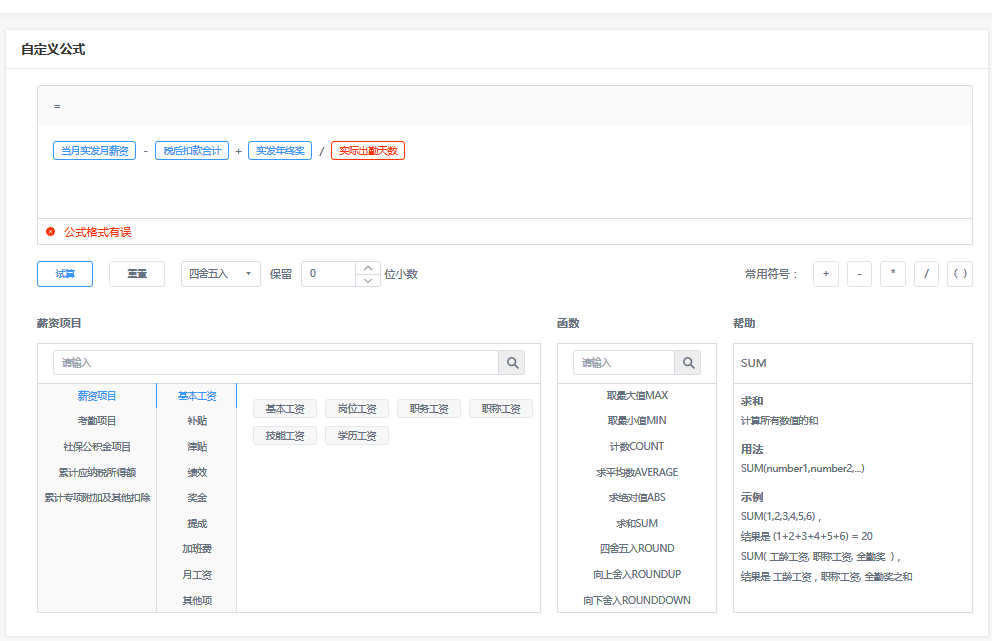 自定义公式
=
当月实发月薪资 - 税后扣款合计 + 实发年终奖 / 实际出勤天数
公式格式有误
试算 重置 四舍五入 保留 0 位小数 常用符号： + - * / ( )
薪资项目 函数 帮助
请输入 请输入 SUM
薪资项目 基本工资 取最大值MAX
考勤项目 补贴 基本工资 岗位工资 职务工资 职称工资 取最小值MIN
社保公积金项目 津贴 技能工资 学历工资 计数COUNT
累计应纳税所得额 绩效 求平均数AVERAGE
累计专项附加及其他扣除 奖金 求绝对值ABS
提成 求和SUM
加班费 四舍五入ROUND
月工资 向上舍入ROUNDUP
其他项 向下舍入ROUNDDOWN
求和
计算所有数值的和
用法
SUM(number1,number2,...)
示例
SUM(1,2,3,4,5,6)，
结果是 (1+2+3+4+5+6) = 20
SUM( 工龄工资, 职称工资, 全勤奖 )，
结果是 工龄工资，职称工资, 全勤奖之和